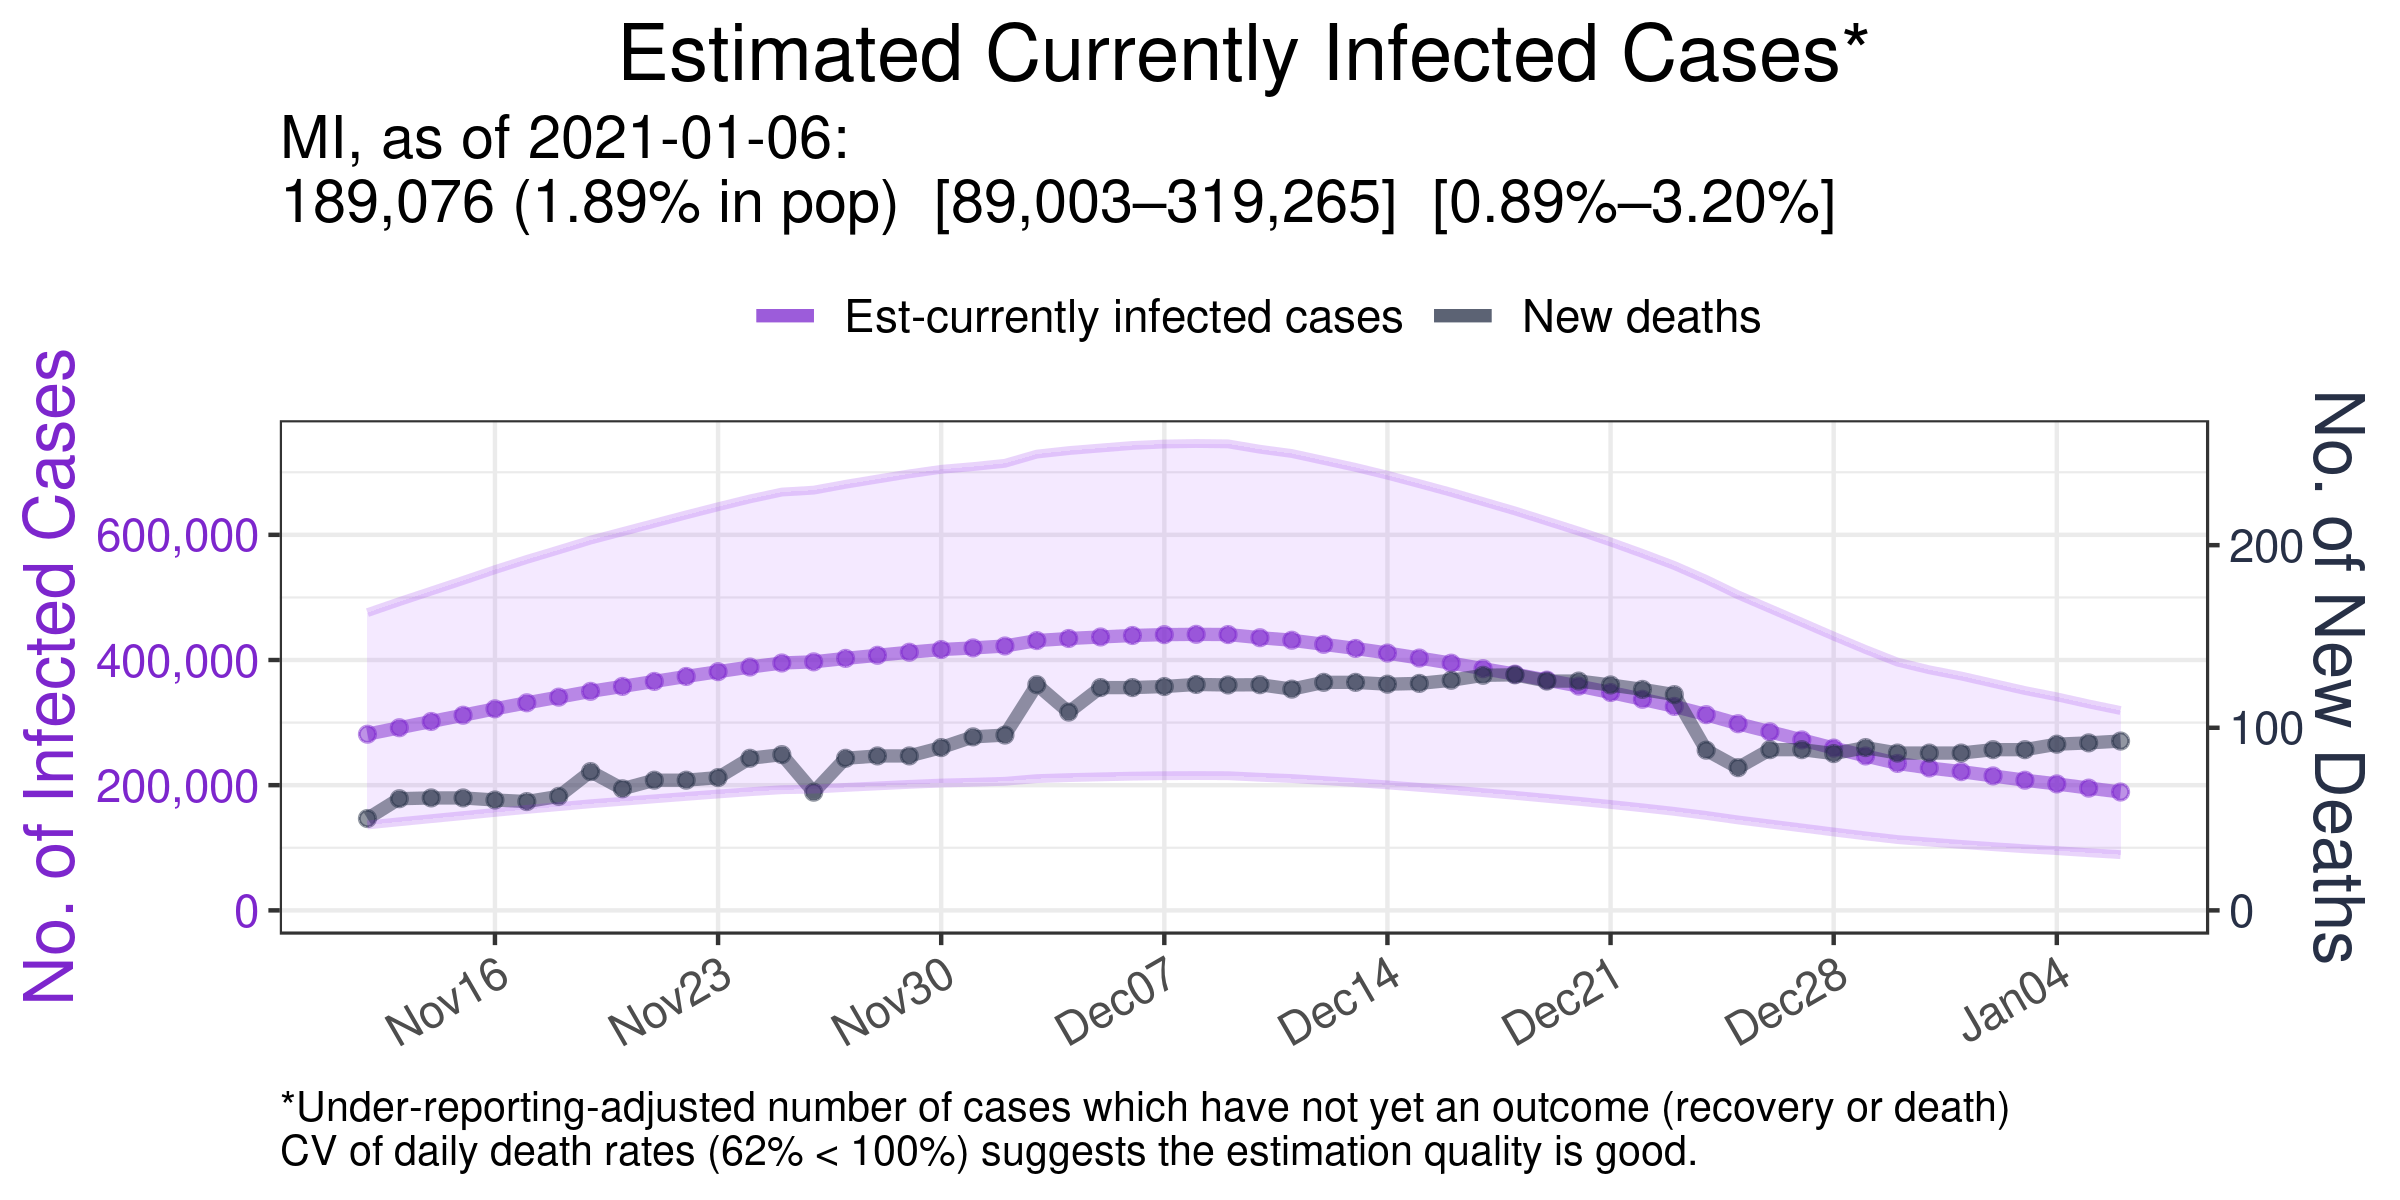 Estimated Currently Infected Cases*
MI, as of 2021-01-06:
189,076 (1.89% in pop)  [89,003–319,265]  [0.89%–3.20%]
Est-currently infected cases
New deaths
No. of Infected Cases
600,000
400,000
200,000
0
No. of New Deaths
200
100
0
Nov16
Nov23
Nov30
Dec07
Dec14
Dec21
Dec28
Jan04
*Under-reporting-adjusted number of cases which have not yet an outcome (recovery or death)
CV of daily death rates (62% < 100%) suggests the estimation quality is good.